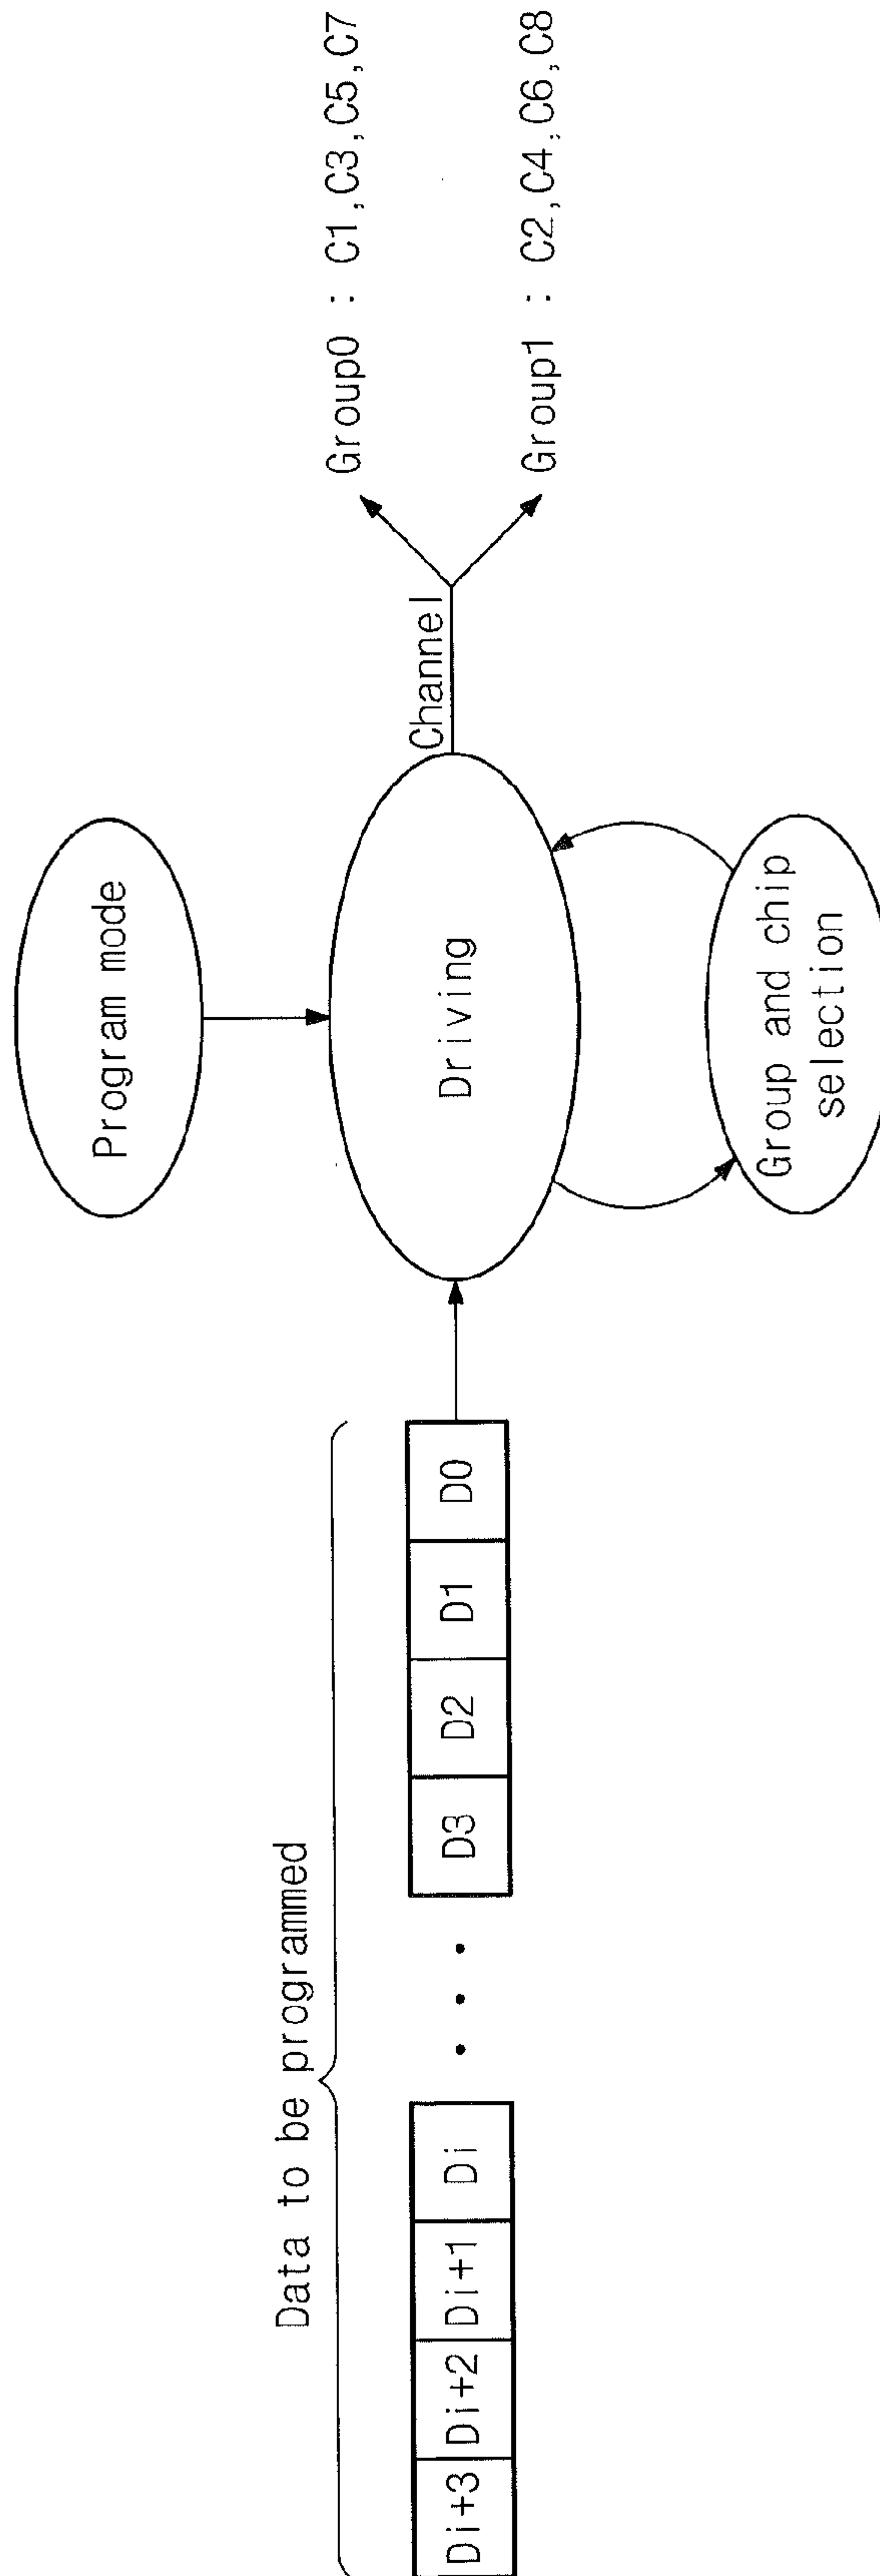 Program mode
Data to be programmed
Di+3 Di+2 Di+1 Di ... D3 D2 D1 D0
Driving
Channel
Group0 : C1,C3,C5,C7
Group1 : C2,C4,C6,C8
Group and chip
selection